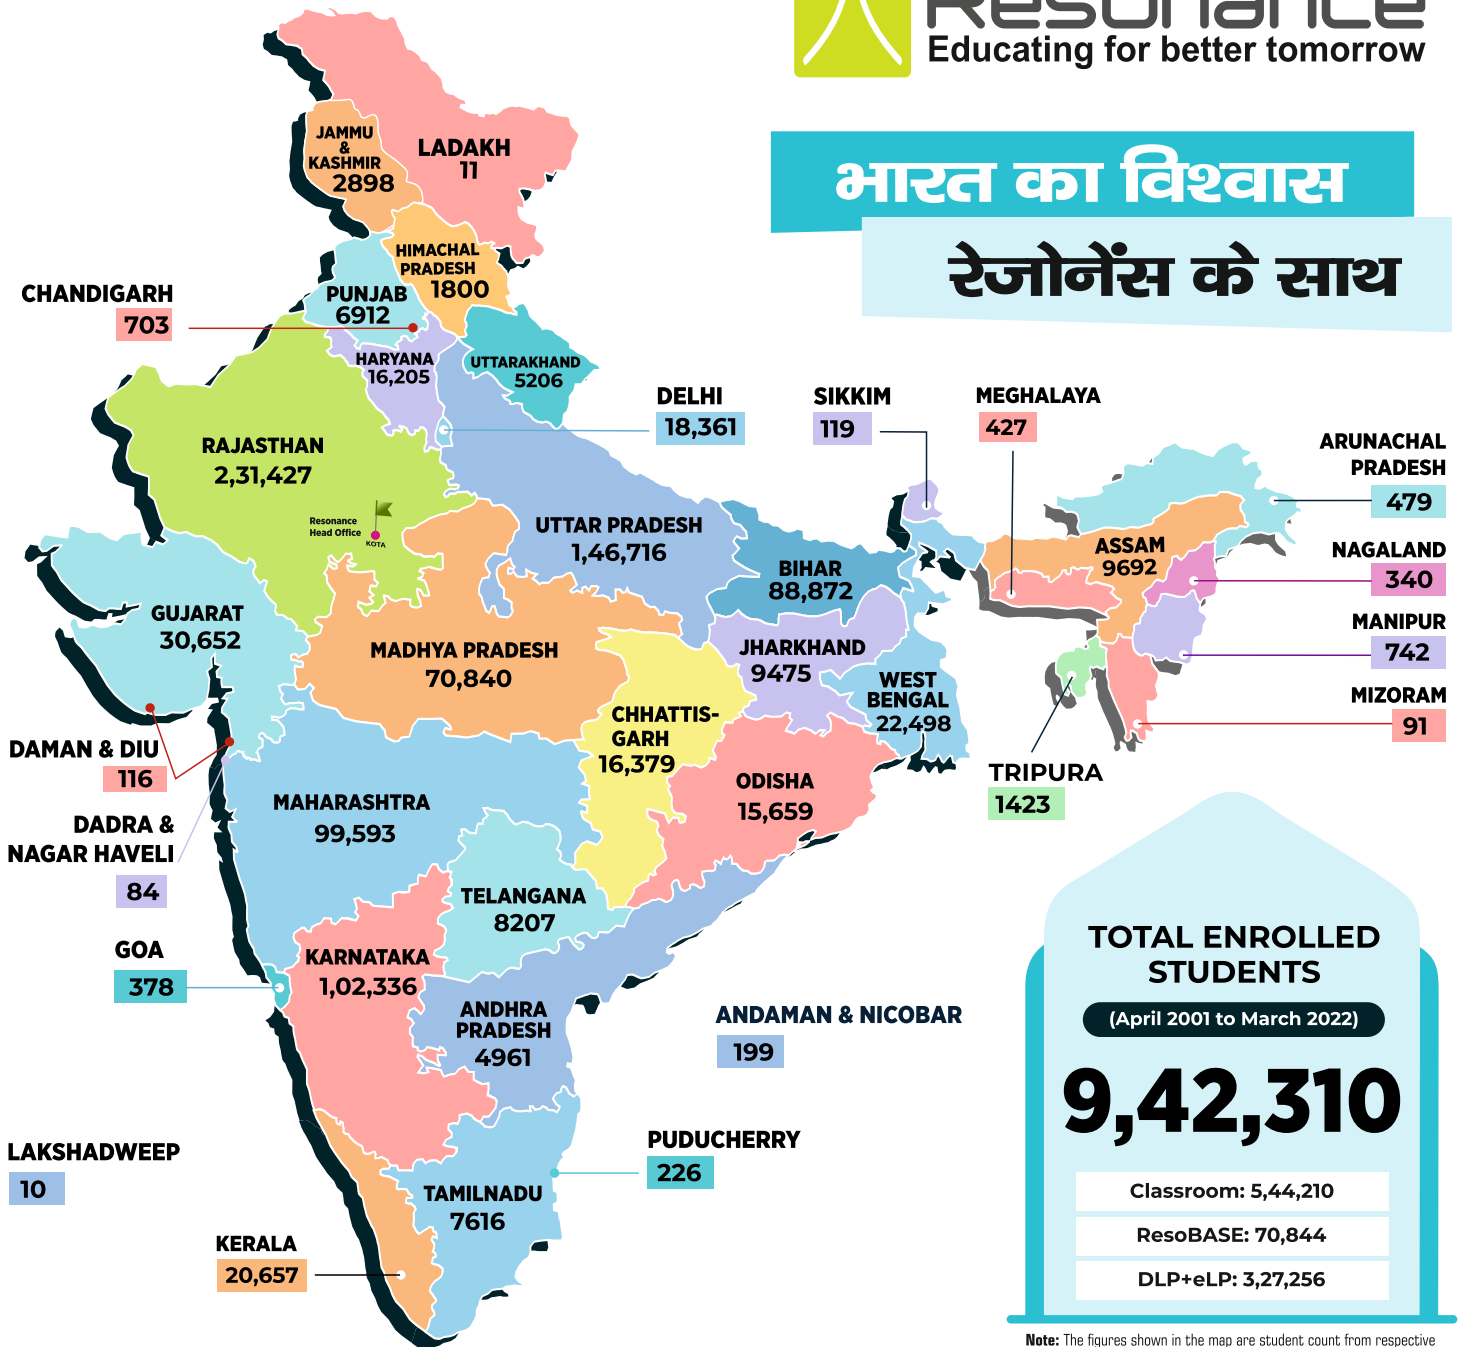 Resonance
Educating for better tomorrow
भारत का विश्वास
रेजोनेंस के साथ
JAMMU
&
KASHMIR
2898
LADAKH
11
HIMACHAL
PRADESH
1800
CHANDIGARH
703
PUNJAB
6912
HARYANA
16,205
UTTARAKHAND
5206
DELHI
18,361
SIKKIM
119
MEGHALAYA
427
ARUNACHAL
PRADESH
479
RAJASTHAN
2,31,427
Resonance
Head Office
KOTA
UTTAR PRADESH
1,46,716
BIHAR
88,872
ASSAM
9692
NAGALAND
340
MANIPUR
742
MIZORAM
91
TRIPURA
1423
GUJARAT
30,652
MADHYA PRADESH
70,840
JHARKHAND
9475
WEST
BENGAL
22,498
CHHATTIS-
GARH
16,379
ODISHA
15,659
DAMAN & DIU
116
DADRA &
NAGAR HAVELI
84
MAHARASHTRA
99,593
TELANGANA
8207
GOA
378
KARNATAKA
1,02,336
ANDHRA
PRADESH
4961
ANDAMAN & NICOBAR
199
LAKSHADWEEP
10
PUDUCHERRY
226
TAMILNADU
7616
KERALA
20,657
TOTAL ENROLLED
STUDENTS
(April 2001 to March 2022)
9,42,310
Classroom: 5,44,210
ResoBASE: 70,844
DLP+eLP: 3,27,256
Note: The figures shown in the map are student count from respective